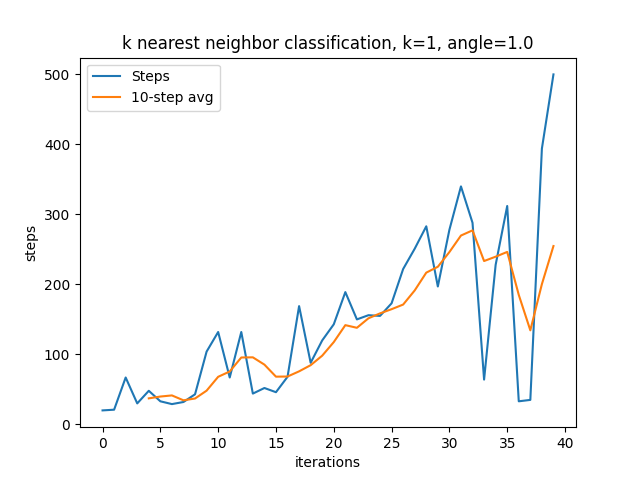 k nearest neighbor classification, k=1, angle=1.0
Steps
10-step avg
500
400
300
200
100
0
steps
0 5 10 15 20 25 30 35 40
iterations